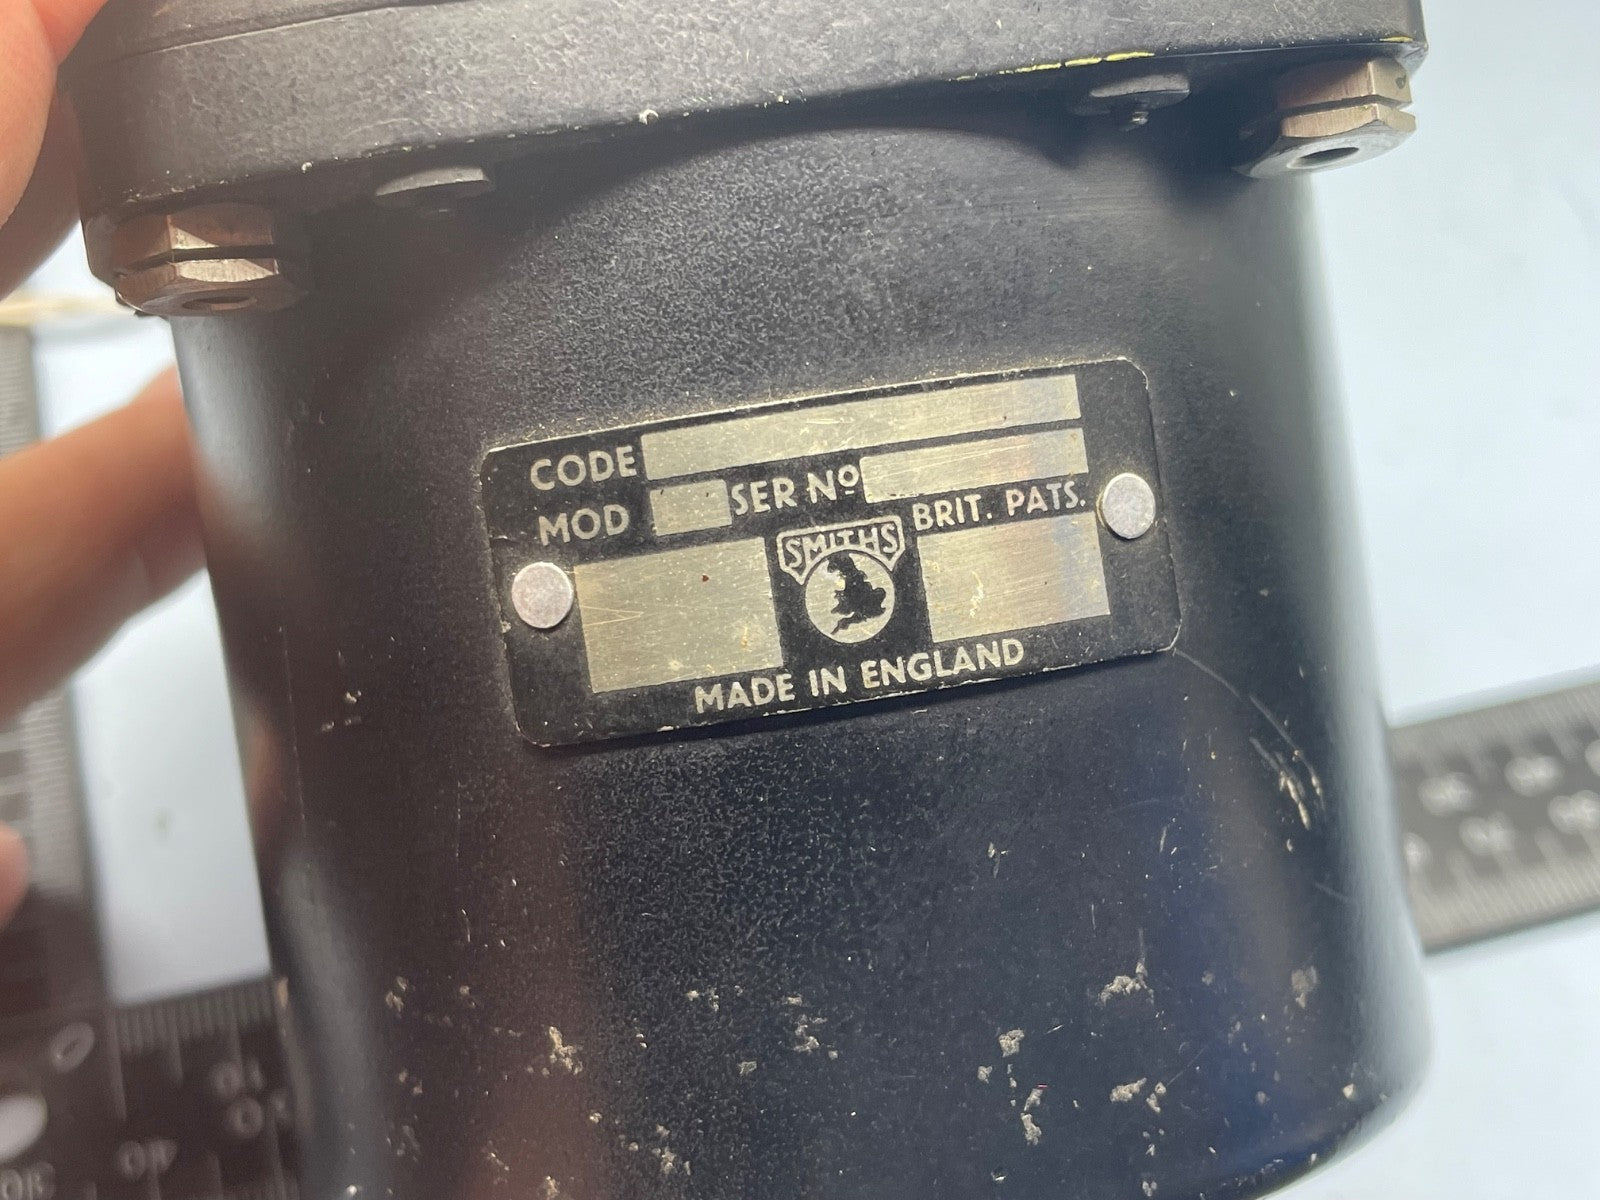 CODE
MOD SER Nº
BRIT. PATS.
SMITHS
MADE IN ENGLAND